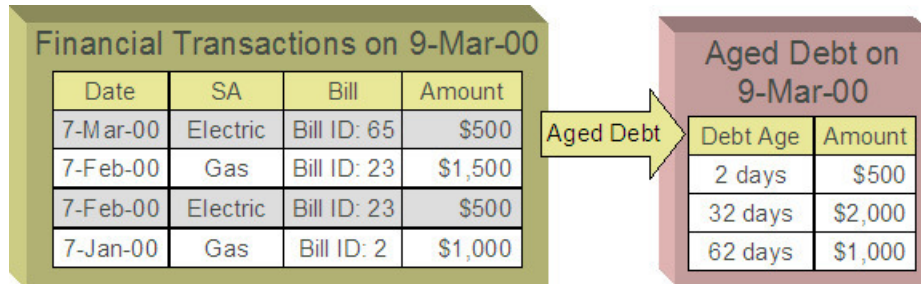 Financial Transactions on 9-Mar-00
Date SA Bill Amount
7-Mar-00 Electric Bill ID: 65 $500
7-Feb-00 Gas Bill ID: 23 $1,500
7-Feb-00 Electric Bill ID: 23 $500
7-Jan-00 Gas Bill ID: 2 $1,000
Aged Debt
Aged Debt on
9-Mar-00
Debt Age Amount
2 days $500
32 days $2,000
62 days $1,000